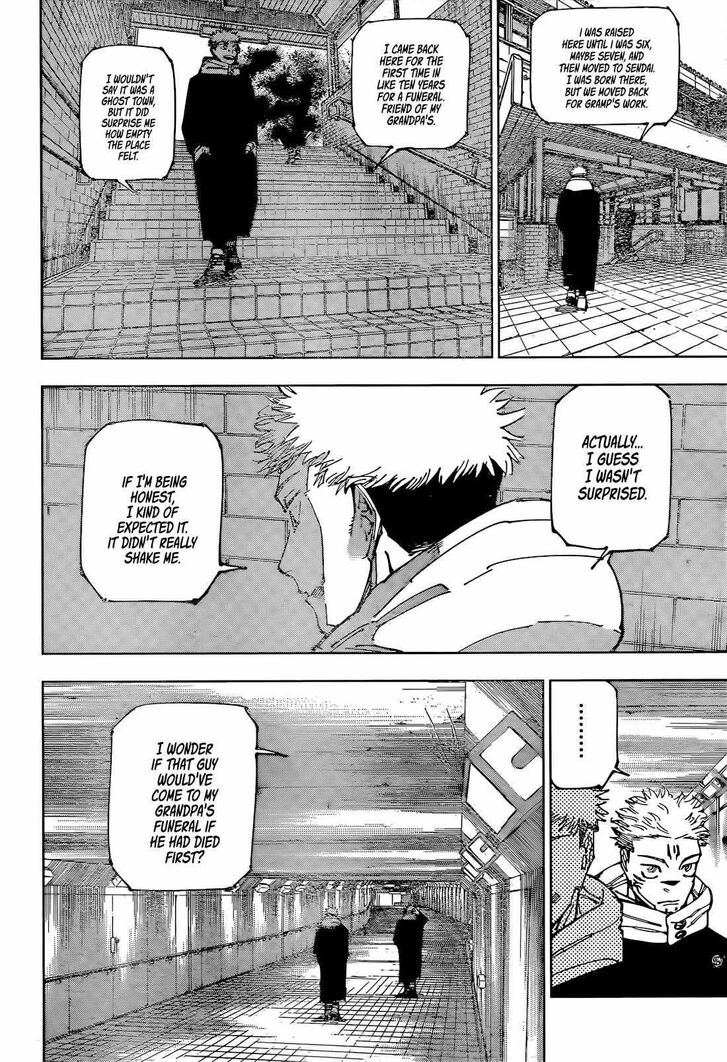 I WAS RAISED
HERE UNTIL I WAS SIX,
MAYBE SEVEN, AND
THEN MOVED TO SENDAI.
I WAS BORN THERE,
BUT WE MOVED BACK
FOR GRAMP'S WORK.
I CAME BACK
HERE FOR THE
FIRST TIME IN
LIKE TEN YEARS
FOR A FUNERAL.
FRIEND OF MY
GRANDPA'S.
I WOULDN'T
SAY IT WAS A
GHOST TOWN,
BUT IT DID
SURPRISE ME
HOW EMPTY
THE PLACE
FELT.
ACTUALLY...
I GUESS
I WASN'T
SURPRISED.
IF I'M BEING
HONEST,
I KIND OF
EXPECTED IT.
IT DIDN'T REALLY
SHAKE ME.
........
I WONDER
IF THAT GUY
WOULD'VE
COME TO MY
GRANDPA'S
FUNERAL IF
HE HAD DIED
FIRST?